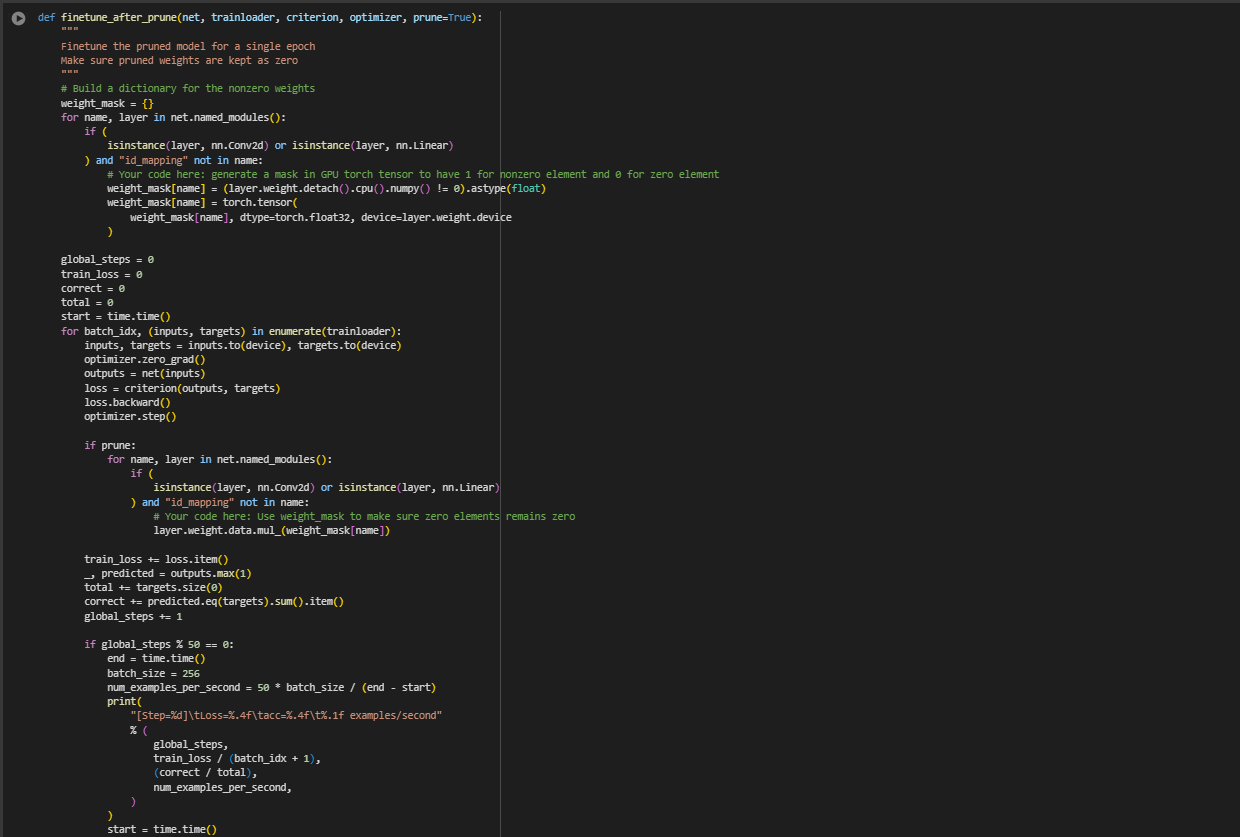 def finetune_after_prune(net, trainloader, criterion, optimizer, prune=True):
    """
    Finetune the pruned model for a single epoch
    Make sure pruned weights are kept as zero
    """
    # Build a dictionary for the nonzero weights
    weight_mask = {}
    for name, layer in net.named_modules():
        if (
            isinstance(layer, nn.Conv2d) or isinstance(layer, nn.Linear)
        ) and "id_mapping" not in name:
            # Your code here: generate a mask in GPU torch tensor to have 1 for nonzero element and 0 for zero element
            weight_mask[name] = (layer.weight.detach().cpu().numpy() != 0).astype(float)
            weight_mask[name] = torch.tensor(
                weight_mask[name], dtype=torch.float32, device=layer.weight.device
            )

    global_steps = 0
    train_loss = 0
    correct = 0
    total = 0
    start = time.time()
    for batch_idx, (inputs, targets) in enumerate(trainloader):
        inputs, targets = inputs.to(device), targets.to(device)
        optimizer.zero_grad()
        outputs = net(inputs)
        loss = criterion(outputs, targets)
        loss.backward()
        optimizer.step()

        if prune:
            for name, layer in net.named_modules():
                if (
                    isinstance(layer, nn.Conv2d) or isinstance(layer, nn.Linear)
                ) and "id_mapping" not in name:
                    # Your code here: Use weight_mask to make sure zero elements remains zero
                    layer.weight.data.mul_(weight_mask[name])

        train_loss += loss.item()
        _, predicted = outputs.max(1)
        total += targets.size(0)
        correct += predicted.eq(targets).sum().item()
        global_steps += 1

        if global_steps % 50 == 0:
            end = time.time()
            batch_size = 256
            num_examples_per_second = 50 * batch_size / (end - start)
            print(
                "[Step=%d]\tLoss=%.4f\tacc=%.4f\t%.1f examples/second"
                % (
                    global_steps,
                    train_loss / (batch_idx + 1),
                    (correct / total),
                    num_examples_per_second,
                )
            )
            start = time.time()